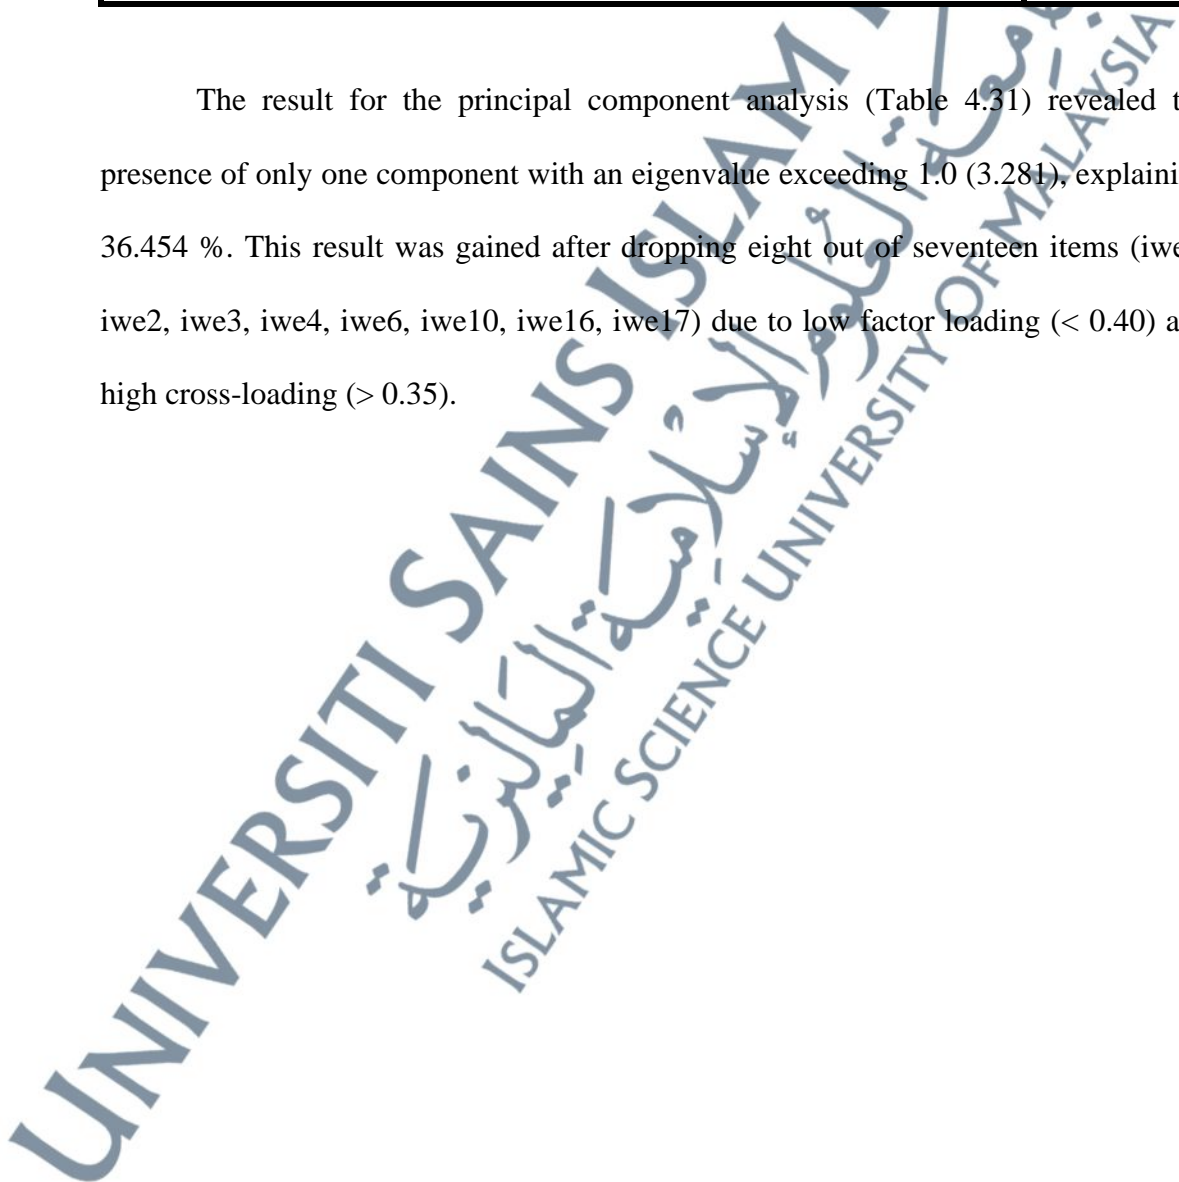 The result for the principal component analysis (Table 4.31) revealed
presence of only one component with an eigenvalue exceeding 1.0 (3.281),
36.454 %. This result was gained after dropping eight out of seventeen items
iwe2, iwe3, iwe4, iwe6, iwe10, iwe16, iwe17) due to low factor loading (< 0.40)
high cross-loading (> 0.35).
UNIVERSITI SAINS ISLAM
الإسلامية الماليزية
ISLAMIC SCIENCE UNIVERSITY OF MALAYSIA